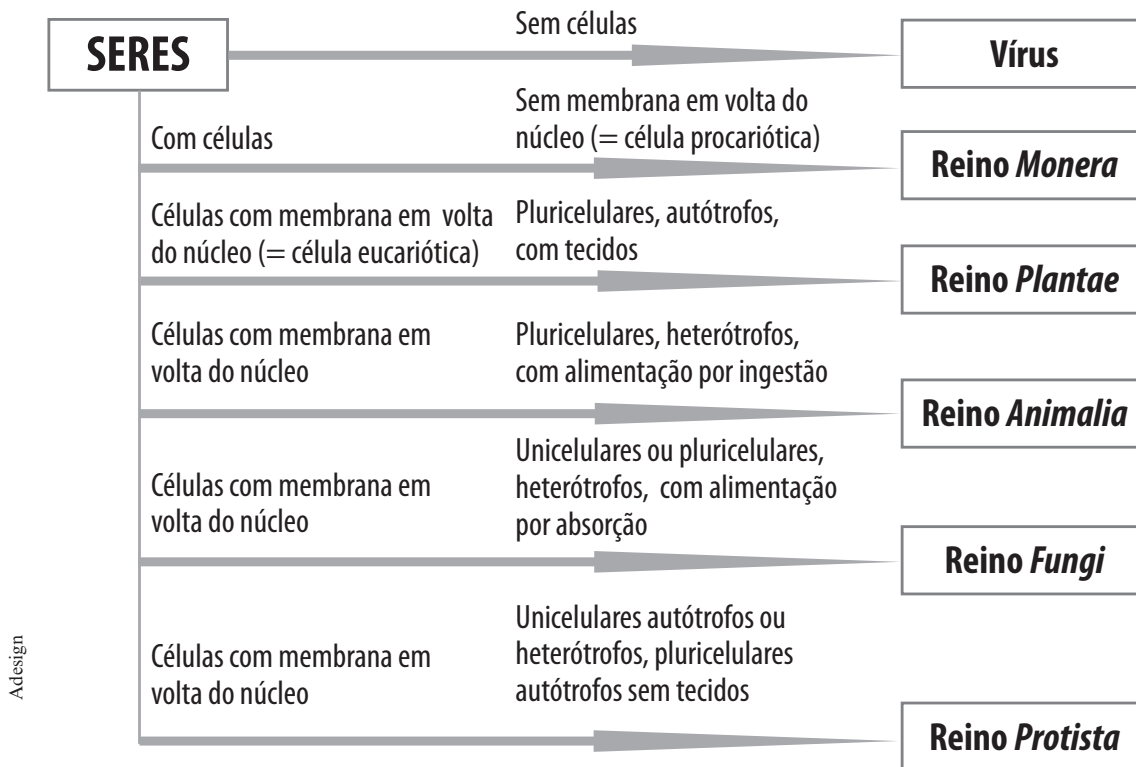 SERES
Sem células
Vírus
Com células
Sem membrana em volta do
núcleo (= célula procariótica)
Reino Monera
Células com membrana em volta
do núcleo (= célula eucariótica)
Pluricelulares, autótrofos,
com tecidos
Reino Plantae
Células com membrana em
volta do núcleo
Pluricelulares, heterótrofos,
com alimentação por ingestão
Reino Animalia
Células com membrana em
volta do núcleo
Unicelulares ou pluricelulares,
heterótrofos, com alimentação
por absorção
Reino Fungi
Células com membrana em
volta do núcleo
Unicelulares autótrofos ou
heterótrofos, pluricelulares
autótrofos sem tecidos
Reino Protista
Adesign